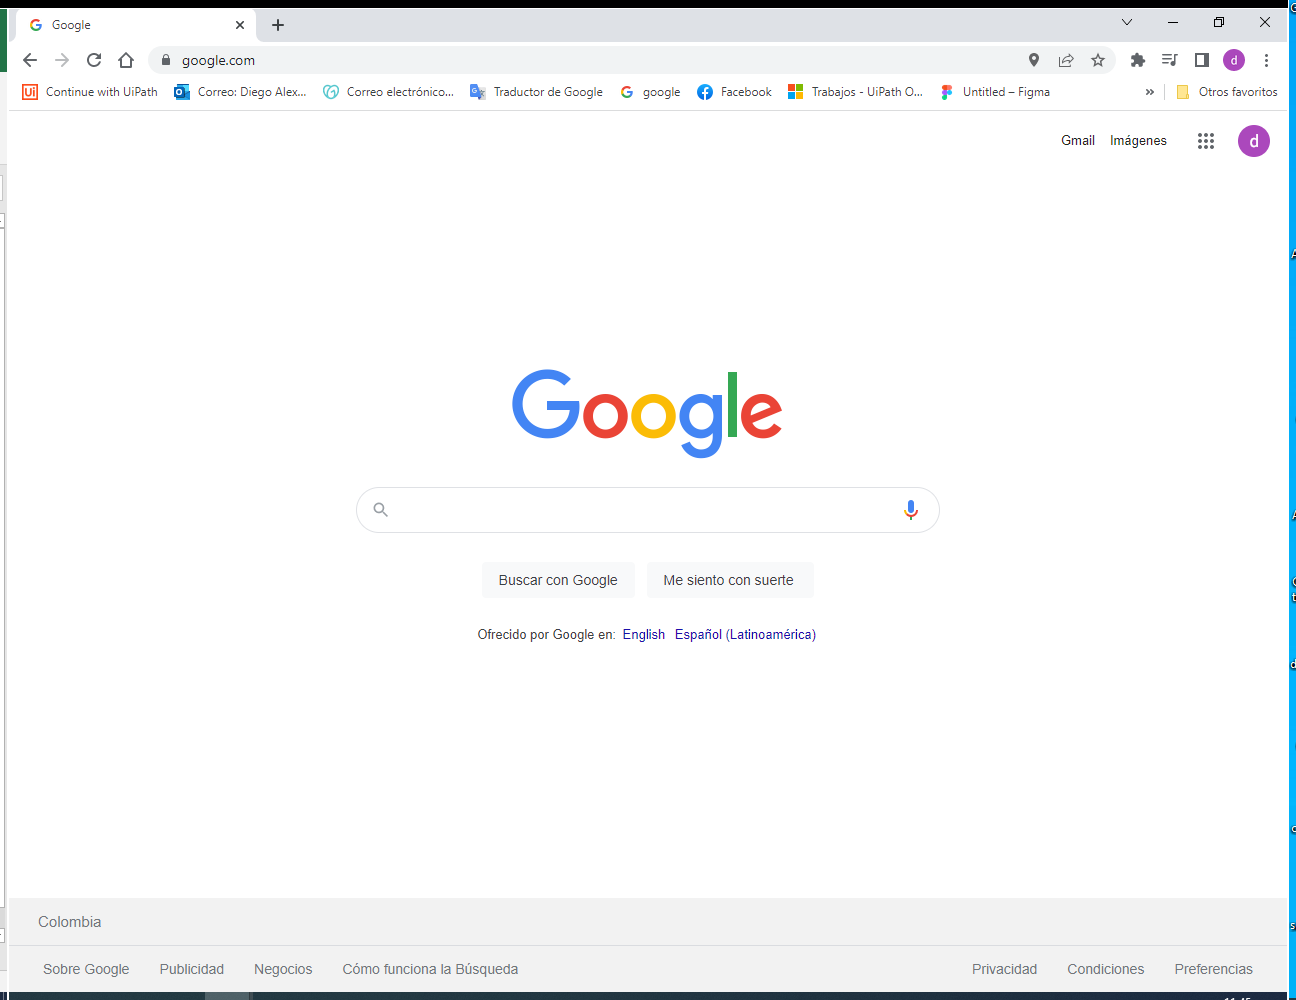 Google
google.com
Continue with UiPath Correo: Diego Alex... Correo electrónico... Traductor de Google google Facebook Trabajos - UiPath O... Untitled – Figma » Otros favoritos
Gmail Imágenes d
Google
Buscar con Google Me siento con suerte
Ofrecido por Google en: English Español (Latinoamérica)
Colombia
Sobre Google Publicidad Negocios Cómo funciona la Búsqueda Privacidad Condiciones Preferencias